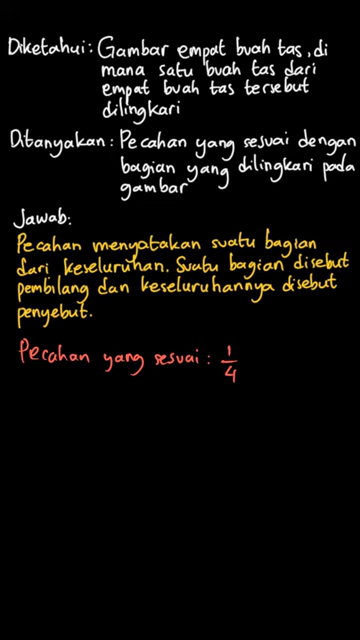 Diketahui: Gambar empat buah tas, di
mana satu buah tas dari
empat buah tas tersebut
dilingkari
Ditanyakan: Pecahan yang sesuai dengan
bagian yang dilingkari pada
gambar
Jawab:
Pecahan menyatakan suatu bagian
dari keseluruhan. Suatu bagian disebut
pembilang dan keseluruhannya disebut
penyebut.
Pecahan yang sesuai: 1/4